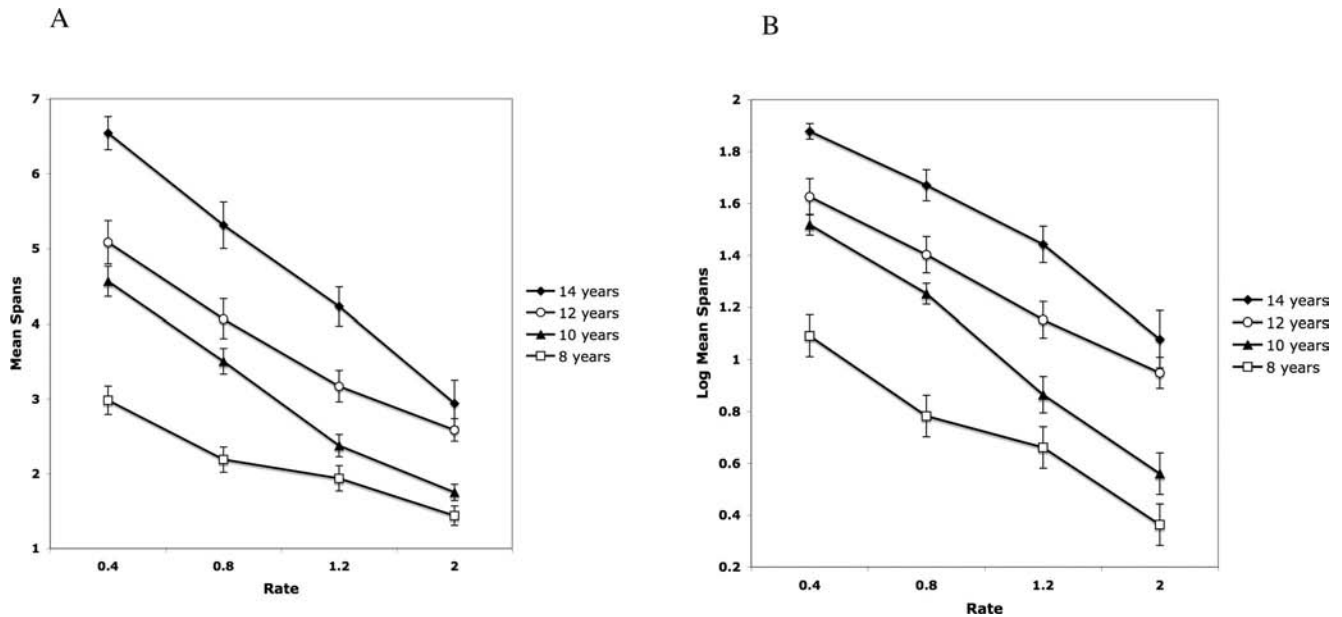 A
7
6
5
4
3
2
1
Mean Spans
0.4 0.8 1.2 2
Rate
14 years
12 years
10 years
8 years
B
2
1.8
1.6
1.4
1.2
1
0.8
0.6
0.4
0.2
Log Mean Spans
0.4 0.8 1.2 2
Rate
14 years
12 years
10 years
8 years